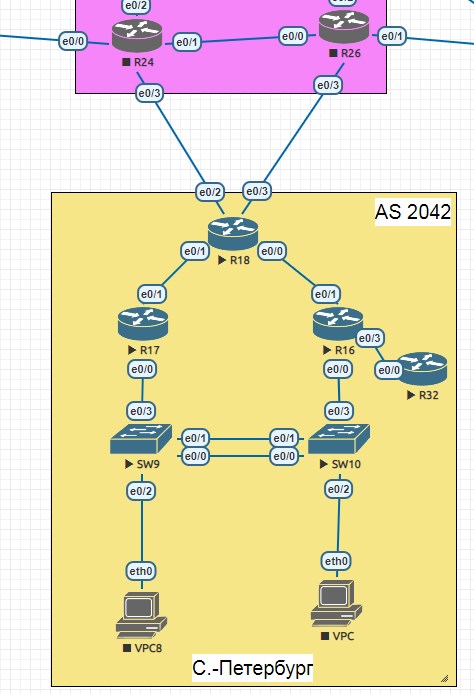 e0/2
e0/0 e0/1 e0/0 e0/1
R24 R26
e0/3 e0/3
e0/2 e0/3
AS 2042
R18
e0/1 e0/0
e0/1 e0/1
R17 R16
e0/3
e0/0 e0/0 e0/0
R32
e0/3 e0/3
e0/1 e0/1
e0/0 e0/0
SW9 SW10
e0/2 e0/2
eth0 eth0
VPC8 VPC
С.-Петербург